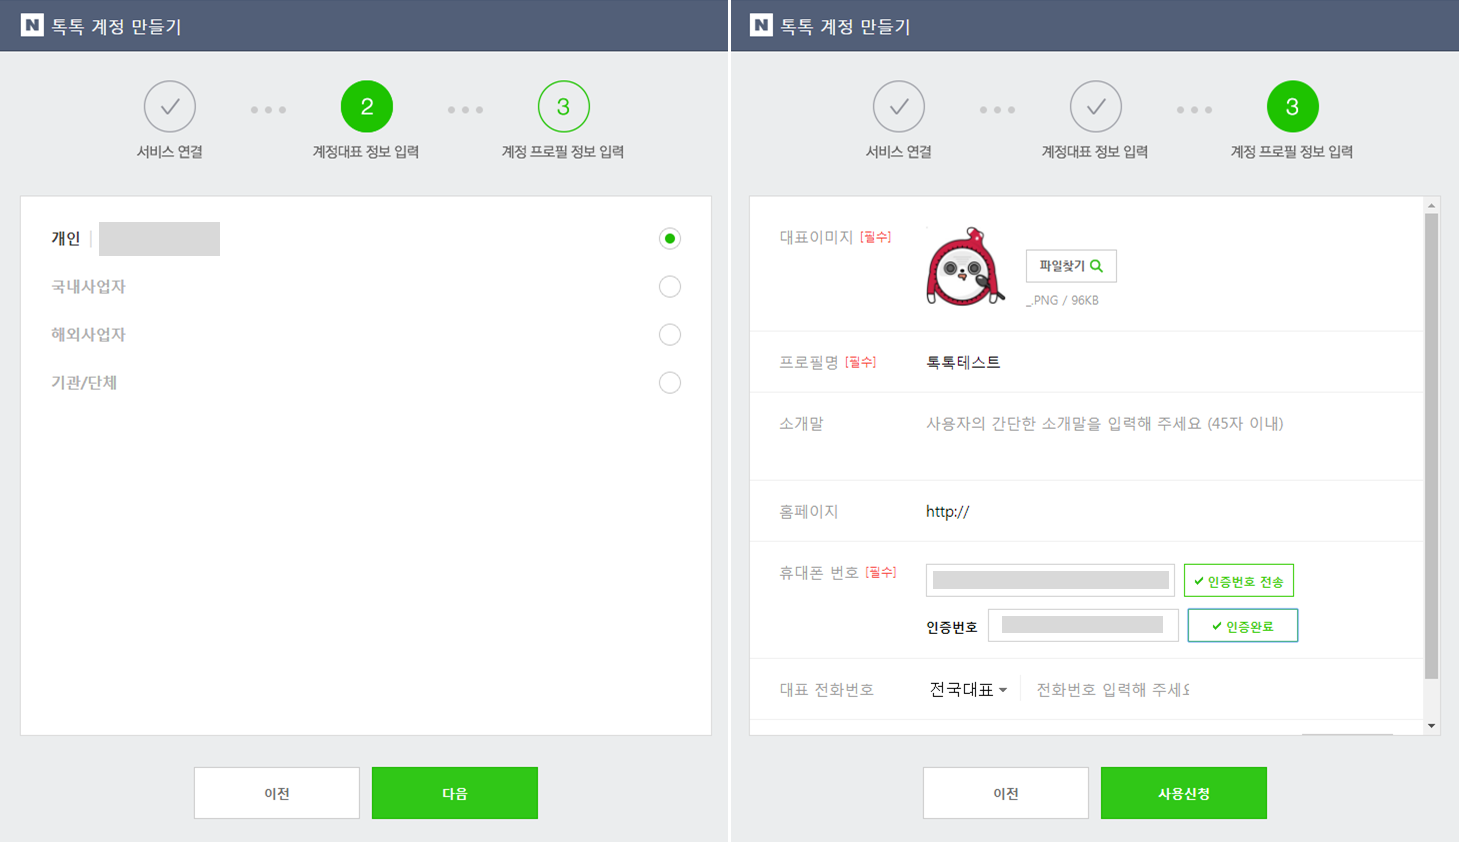 N 톡톡 계정 만들기
2
3
서비스 연결
계정대표 정보 입력
계정 프로필 정보 입력
개인
국내사업자
해외사업자
기관/단체
이전
다음
N 톡톡 계정 만들기
3
서비스 연결
계정대표 정보 입력
계정 프로필 정보 입력
대표이미지 [필수]
파일찾기
_.PNG / 96KB
프로필명 [필수]
톡톡테스트
소개말
사용자의 간단한 소개말을 입력해 주세요 (45자 이내)
홈페이지
http://
휴대폰 번호 [필수]
인증번호 전송
인증번호
인증완료
대표 전화번호
전국대표
전화번호 입력해 주세요
이전
사용신청